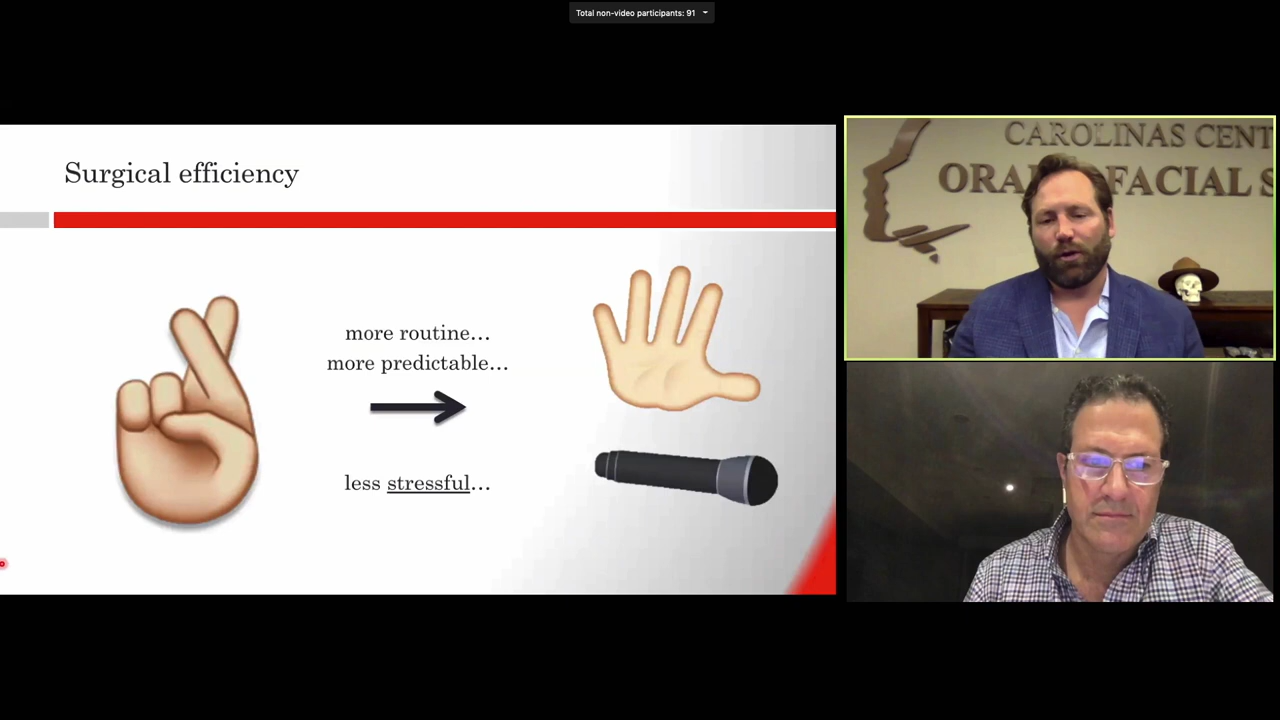 Total non-video participants: 91
Surgical efficiency
more routine...
more predictable...
less stressful...
CAROLINAS CENT
ORAL FACIAL S